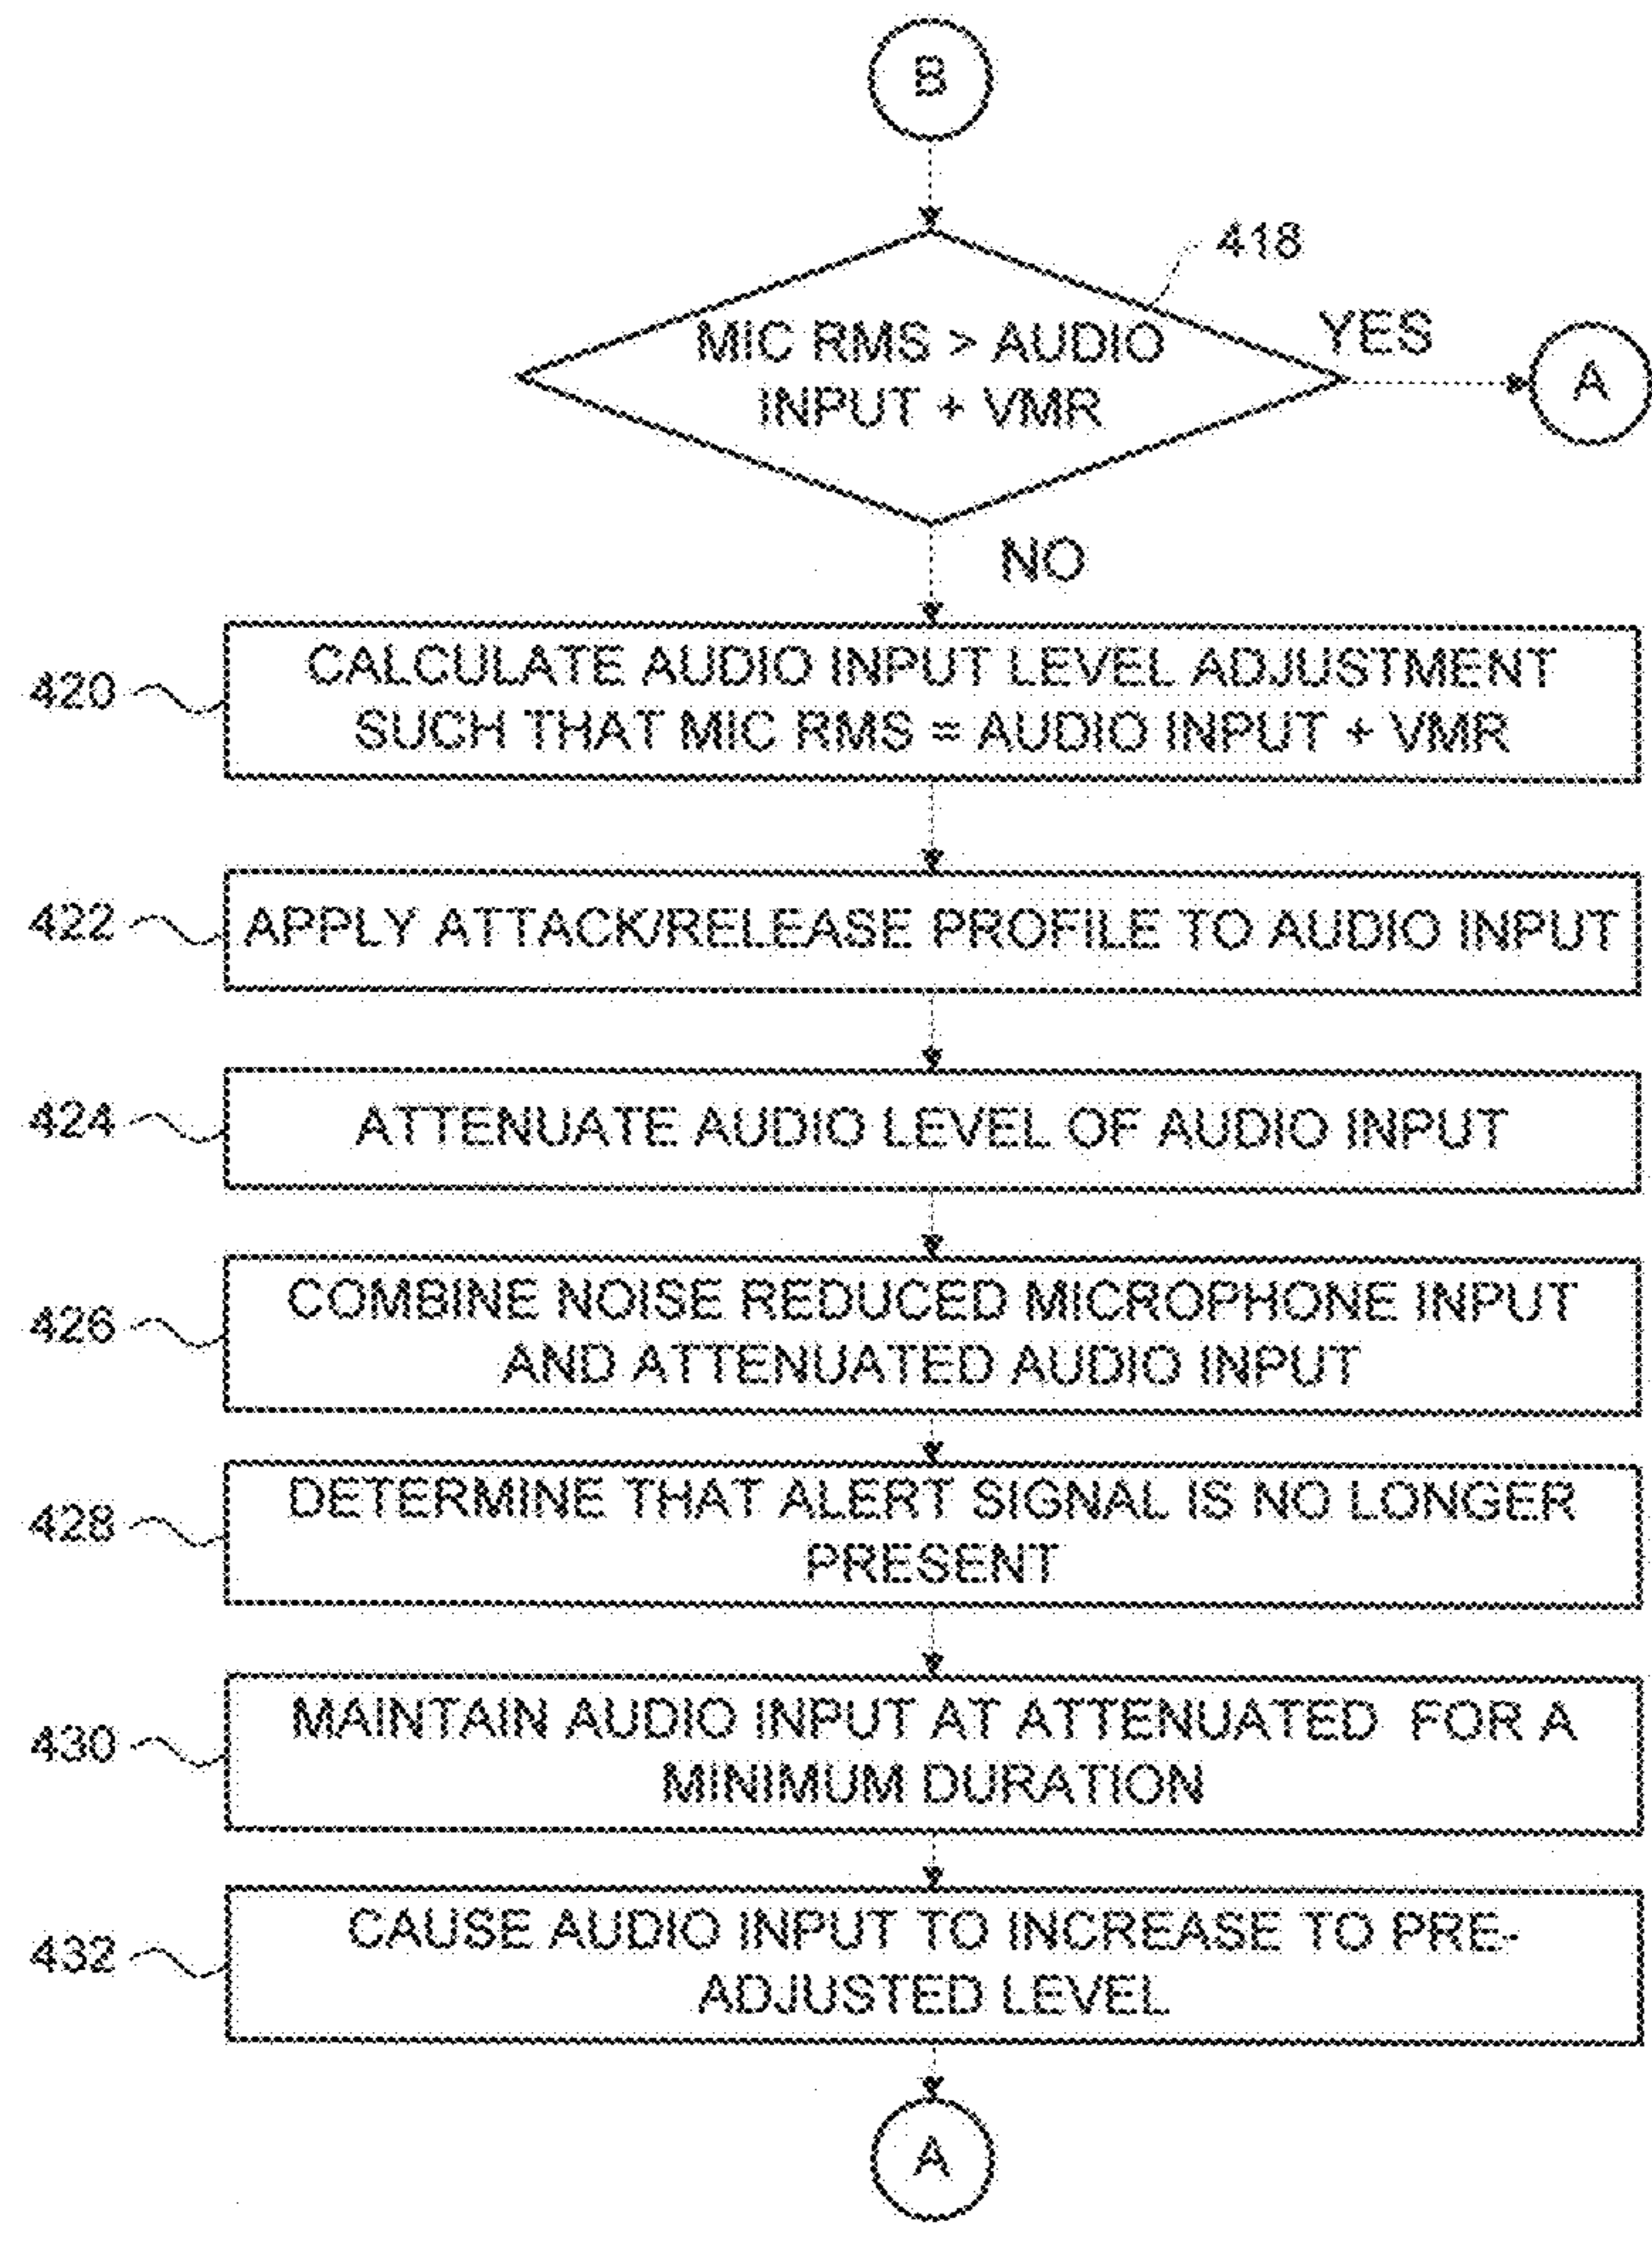 B
418
MIC RMS > AUDIO
INPUT + VMR
YES
A
NO
420
CALCULATE AUDIO INPUT LEVEL ADJUSTMENT
SUCH THAT MIC RMS = AUDIO INPUT + VMR
422
APPLY ATTACK/RELEASE PROFILE TO AUDIO INPUT
424
ATTENUATE AUDIO LEVEL OF AUDIO INPUT
426
COMBINE NOISE REDUCED MICROPHONE INPUT
AND ATTENUATED AUDIO INPUT
428
DETERMINE THAT ALERT SIGNAL IS NO LONGER
PRESENT
430
MAINTAIN AUDIO INPUT AT ATTENUATED FOR A
MINIMUM DURATION
432
CAUSE AUDIO INPUT TO INCREASE TO PRE-
ADJUSTED LEVEL
A